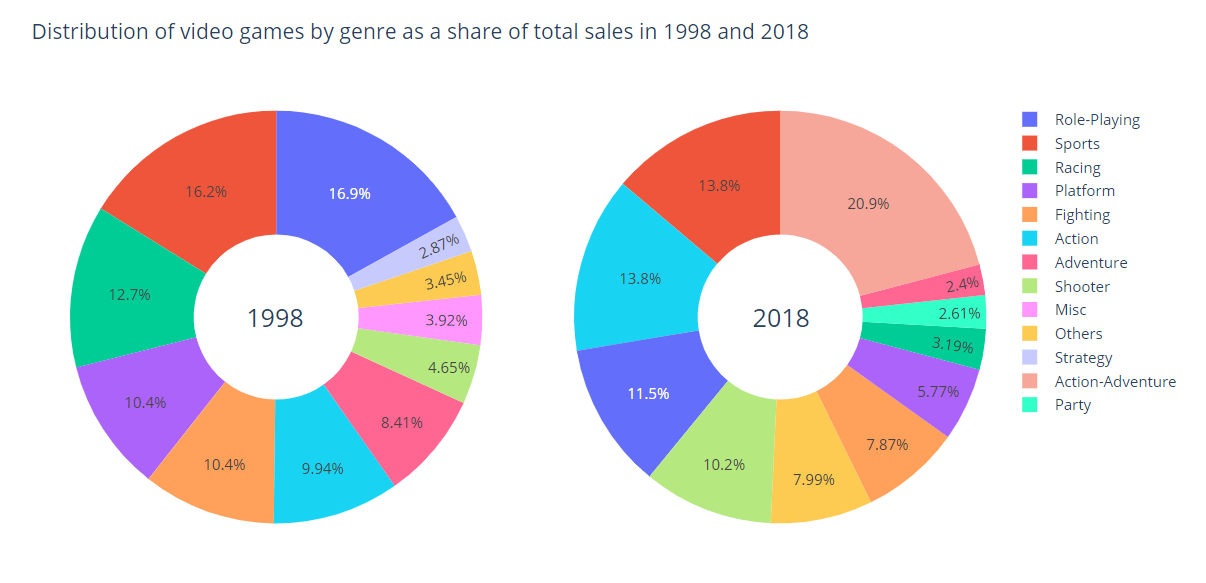 Distribution of video games by genre as a share of total sales in 1998 and 2018
16.9%
2.87%
3.45%
3.92%
4.65%
8.41%
9.94%
10.4%
10.4%
12.7%
16.2%
1998
20.9%
2.4%
2.61%
3.19%
5.77%
7.87%
7.99%
10.2%
11.5%
13.8%
13.8%
2018
Role-Playing
Sports
Racing
Platform
Fighting
Action
Adventure
Shooter
Misc
Others
Strategy
Action-Adventure
Party